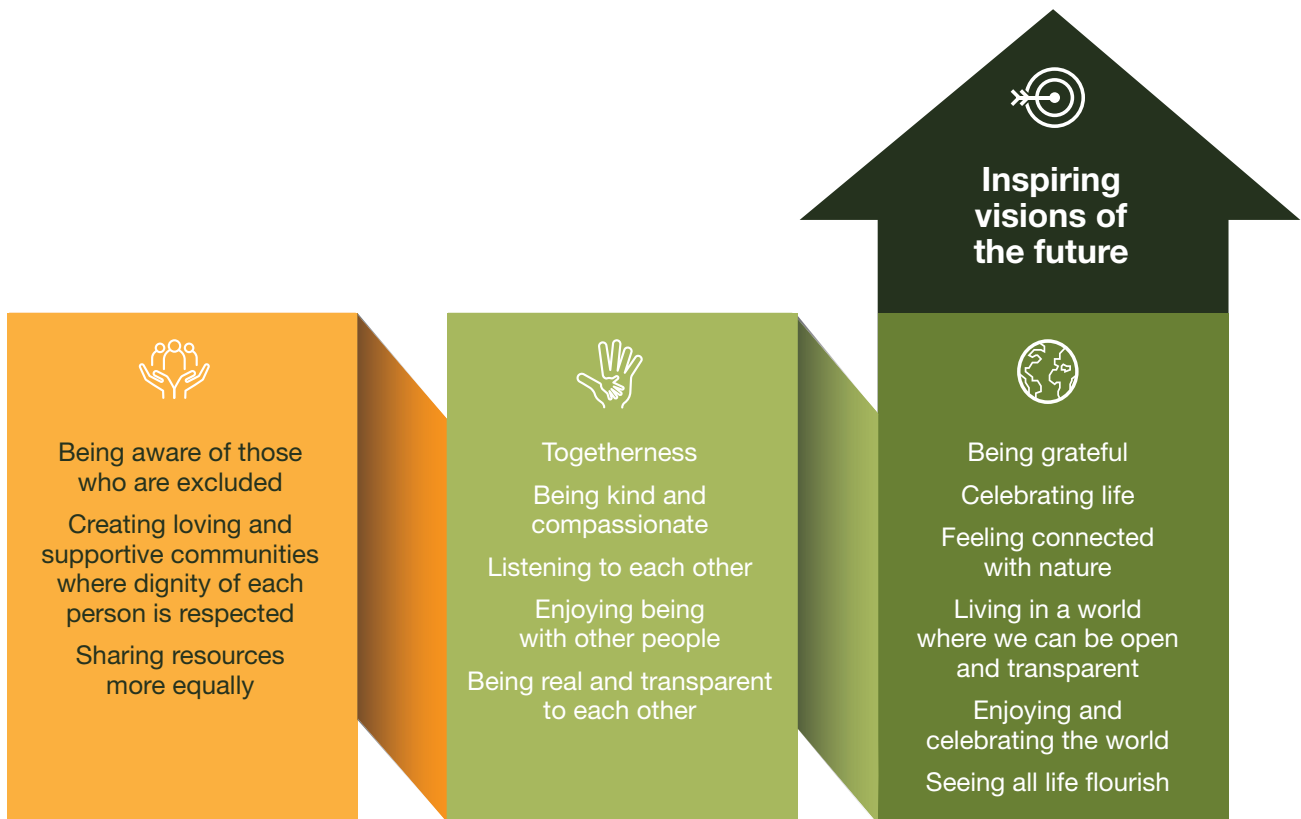 Inspiring
visions of
the future
Being aware of those
who are excluded
Creating loving and
supportive communities
where dignity of each
person is respected
Sharing resources
more equally
Togetherness
Being kind and
compassionate
Listening to each other
Enjoying being
with other people
Being real and transparent
to each other
Being grateful
Celebrating life
Feeling connected
with nature
Living in a world
where we can be open
and transparent
Enjoying and
celebrating the world
Seeing all life flourish